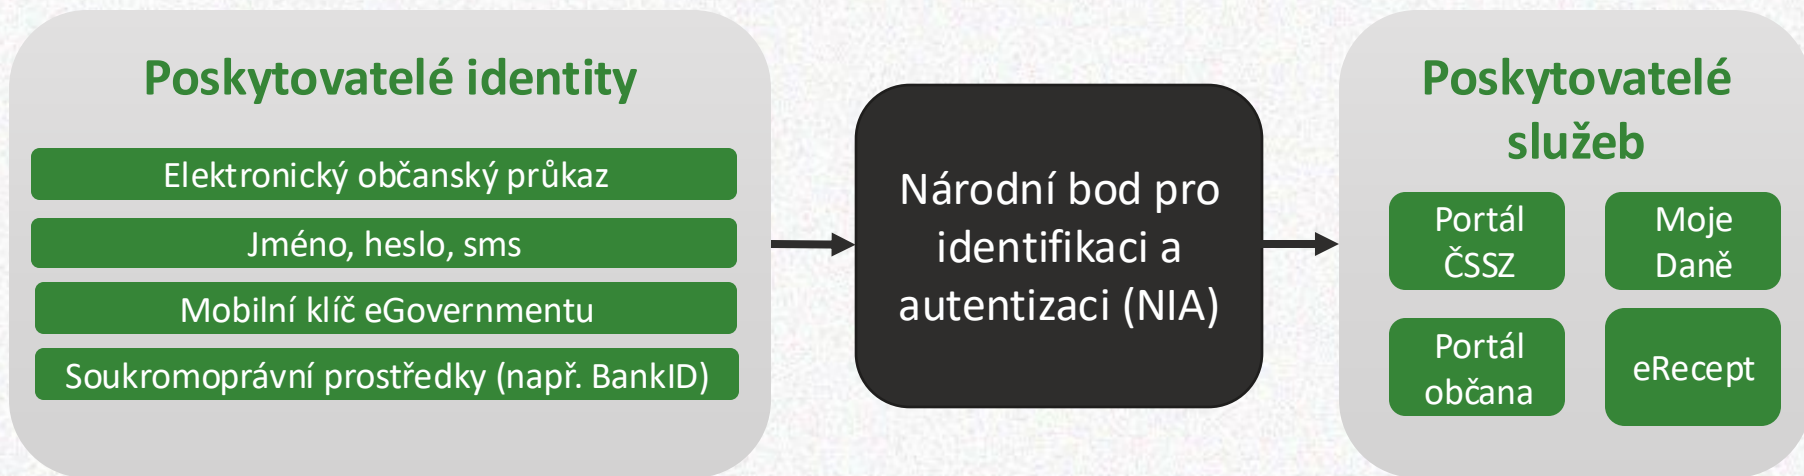 Poskytovatelé identity
Elektronický občanský průkaz
Jméno, heslo, sms
Mobilní klíč eGovernmentu
Soukromoprávní prostředky (např. BankID)
Národní bod pro
identifikaci a
autentizaci (NIA)
Poskytovatelé
služeb
Portál
ČSSZ
Moje
Daně
Portál
občana
eRecept